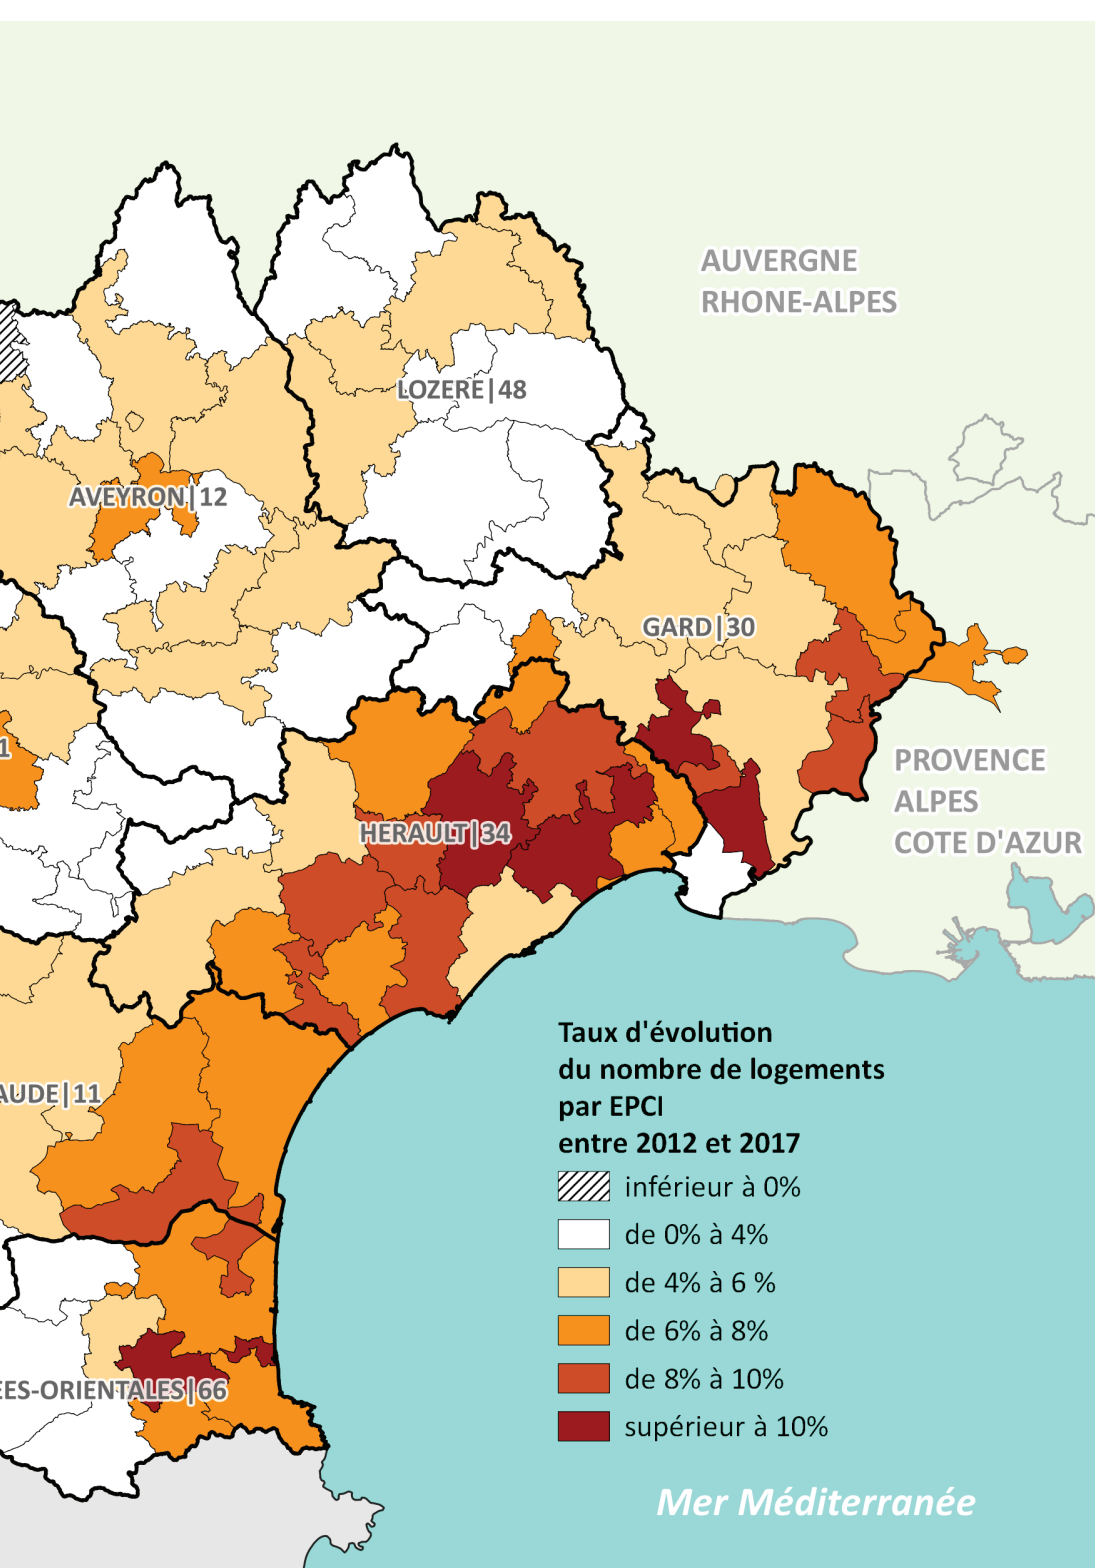 AUVERGNE
RHONE-ALPES
LOZERE|48
AVEYRON|12
GARD|30
1
PROVENCE
ALPES
COTE D'AZUR
HERAULT|34
Taux d'évolution
du nombre de logements
par EPCI
entre 2012 et 2017
AUDE|11
inférieur à 0%
de 0% à 4%
de 4% à 6 %
de 6% à 8%
de 8% à 10%
supérieur à 10%
EES-ORIENTALES|66
Mer Méditerranée